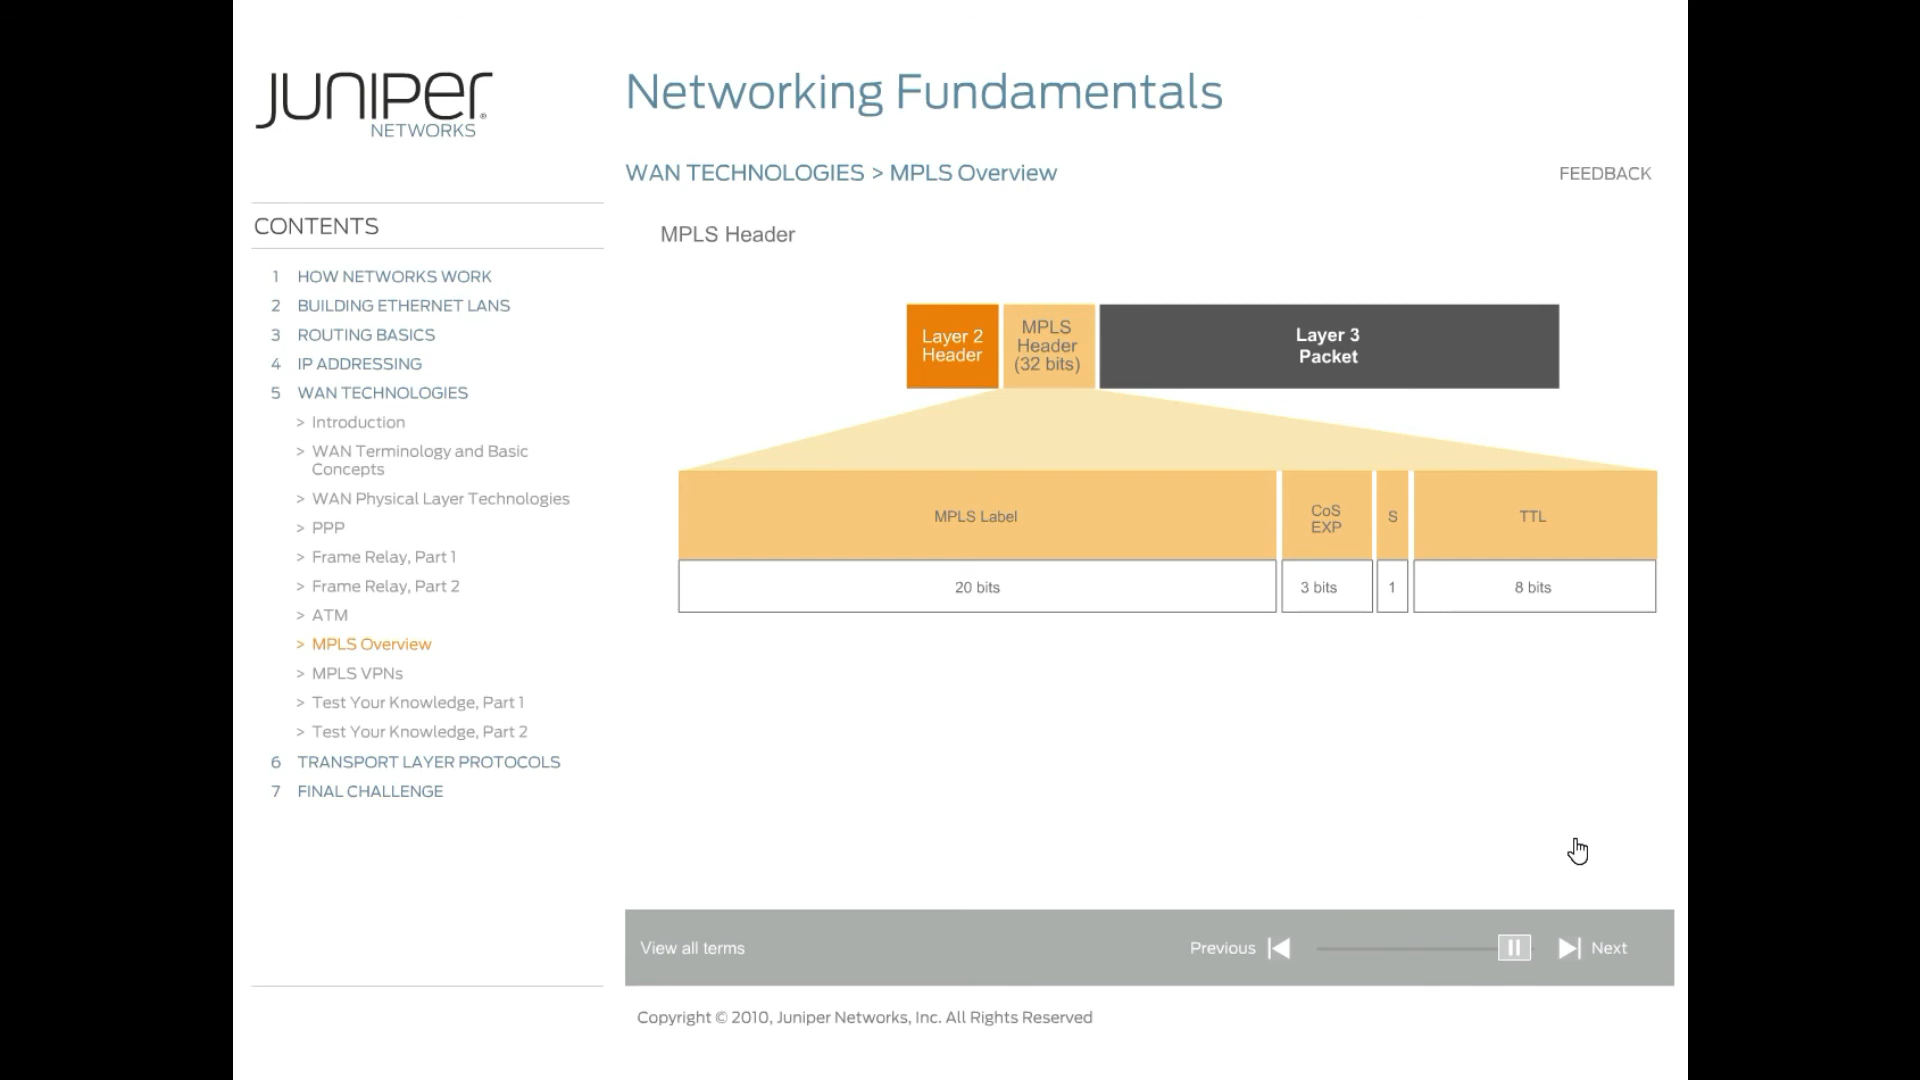 JUNIPER
NETWORKS
Networking Fundamentals
WAN TECHNOLOGIES > MPLS Overview
FEEDBACK
CONTENTS
1 HOW NETWORKS WORK
2 BUILDING ETHERNET LANS
3 ROUTING BASICS
4 IP ADDRESSING
5 WAN TECHNOLOGIES
> Introduction
> WAN Terminology and Basic
Concepts
> WAN Physical Layer Technologies
> PPP
> Frame Relay, Part 1
> Frame Relay, Part 2
> ATM
> MPLS Overview
> MPLS VPNs
> Test Your Knowledge, Part 1
> Test Your Knowledge, Part 2
6 TRANSPORT LAYER PROTOCOLS
7 FINAL CHALLENGE
MPLS Header
Layer 2
Header
MPLS
Header
(32 bits)
Layer 3
Packet
MPLS Label
CoS
EXP
S
TTL
20 bits
3 bits
1
8 bits
View all terms
Previous
Next
Copyright © 2010, Juniper Networks, Inc. All Rights Reserved